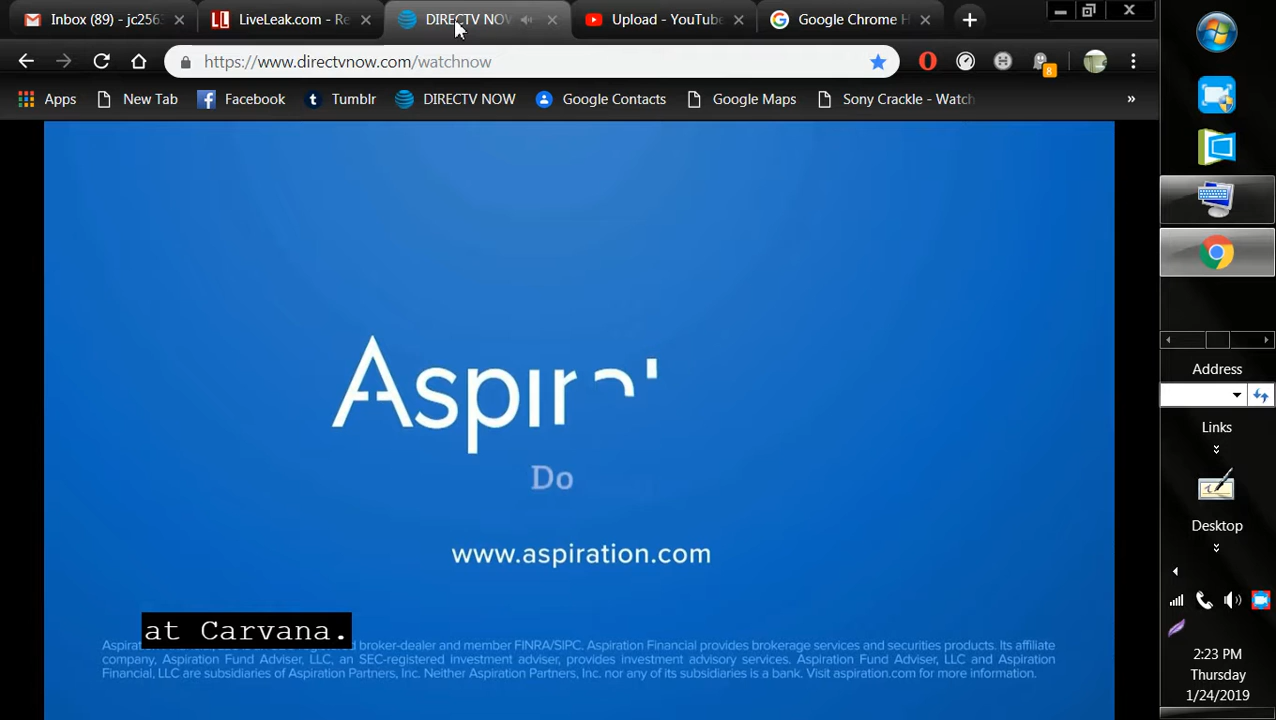 Inbox (89) - jc256
LiveLeak.com - Re
DIRECTV NOW
Upload - YouTube
Google Chrome H
https://www.directvnow.com/watchnow
8
Apps
New Tab
Facebook
Tumblr
DIRECTV NOW
Google Contacts
Google Maps
Sony Crackle - Watch
»
Aspira
Do
www.aspiration.com
at Carvana.
broker-dealer and member FINRA/SIPC. Aspiration Financial provides brokerage services and securities products. Its affiliate
company, Aspiration Fund Adviser, LLC, an SEC-registered investment adviser, provides investment advisory services. Aspiration Fund Adviser, LLC and Aspiration
Financial, LLC are subsidiaries of Aspiration Partners, Inc. Neither Aspiration Partners, Inc. nor any of its subsidiaries is a bank. Visit aspiration.com for more information.
Address
Links
Desktop
2:23 PM
Thursday
1/24/2019